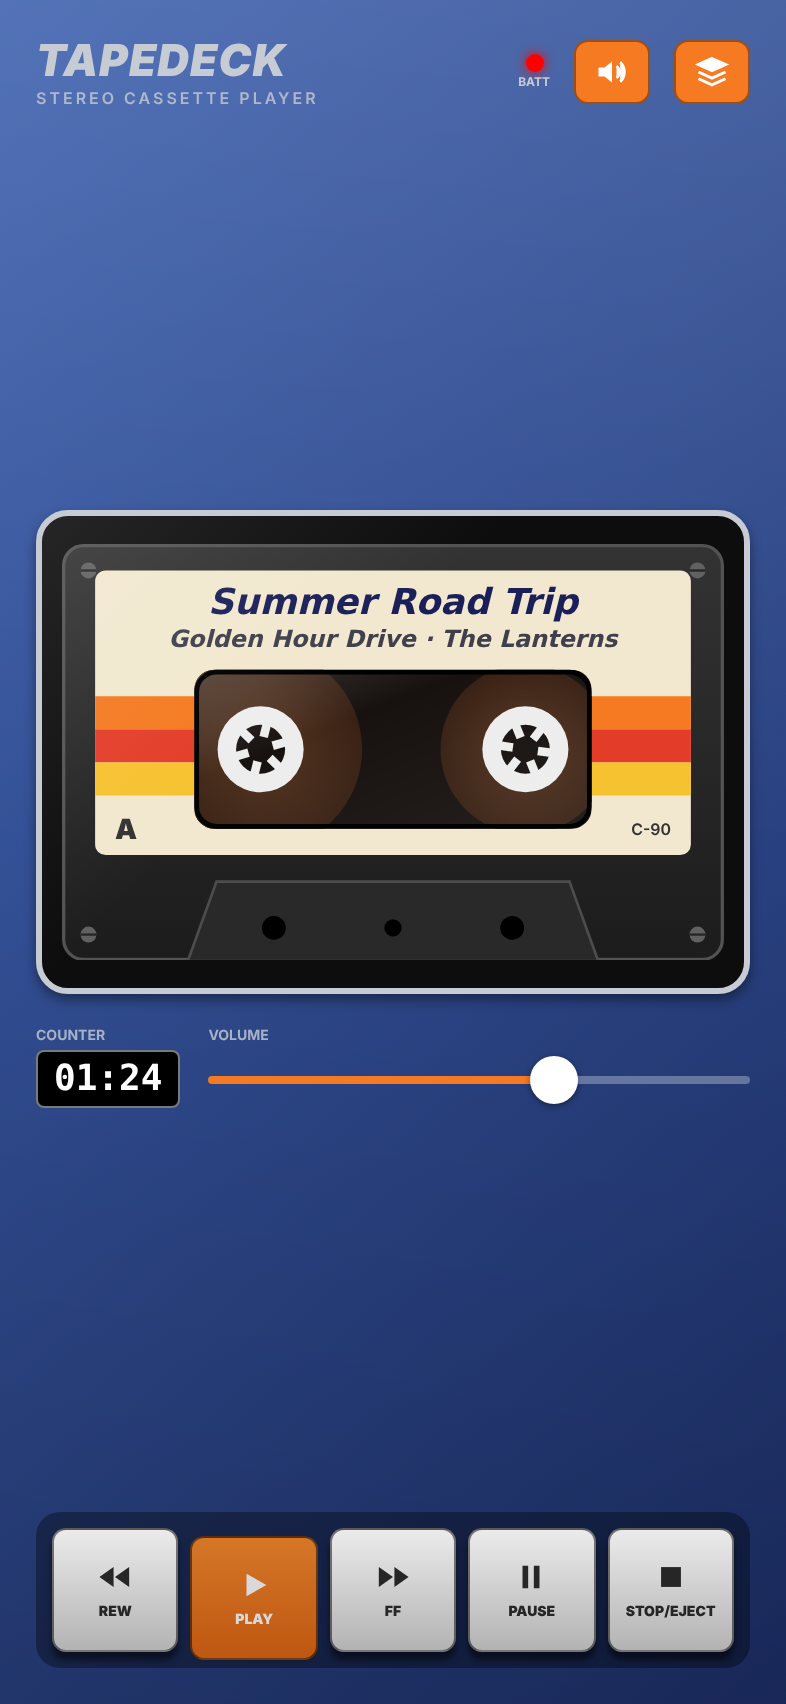 TAPEDECK
STEREO CASSETTE PLAYER
BATT
Summer Road Trip
Golden Hour Drive · The Lanterns
A
C-90
COUNTER
VOLUME
01:24
REW
PLAY
FF
PAUSE
STOP/EJECT